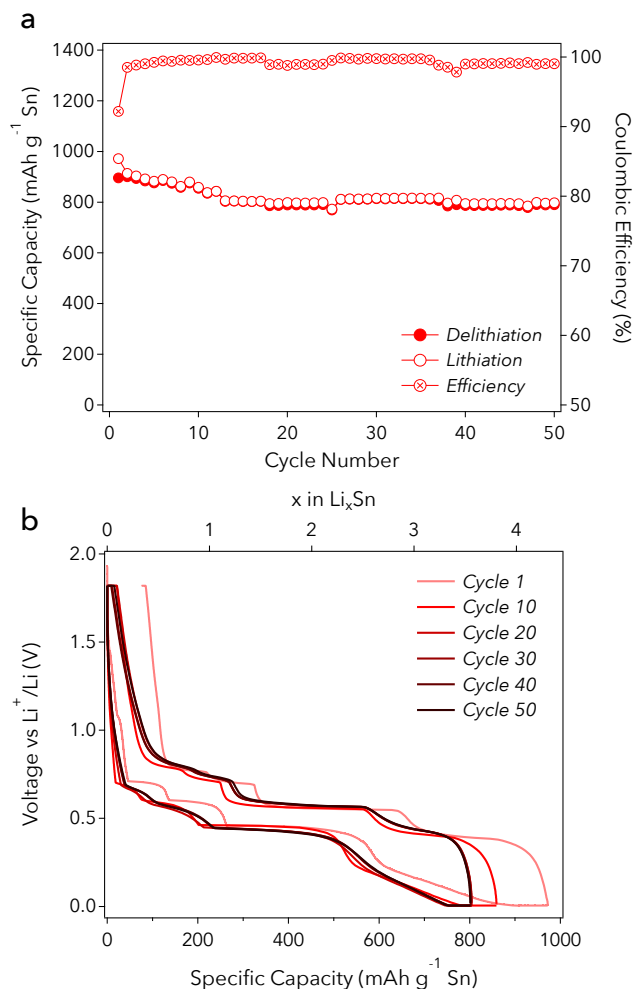 a
1400
1200
1000
800
600
400
200
0
Specific Capacity (mAh g⁻¹ Sn)
100
90
80
70
60
50
Coulombic Efficiency (%)
Delithiation
Lithiation
Efficiency
0 10 20 30 40 50
Cycle Number
b
x in LiₓSn
0 1 2 3 4
2.0
1.5
1.0
0.5
0.0
Voltage vs Li⁺/Li (V)
Cycle 1
Cycle 10
Cycle 20
Cycle 30
Cycle 40
Cycle 50
0 200 400 600 800 1000
Specific Capacity (mAh g⁻¹ Sn)